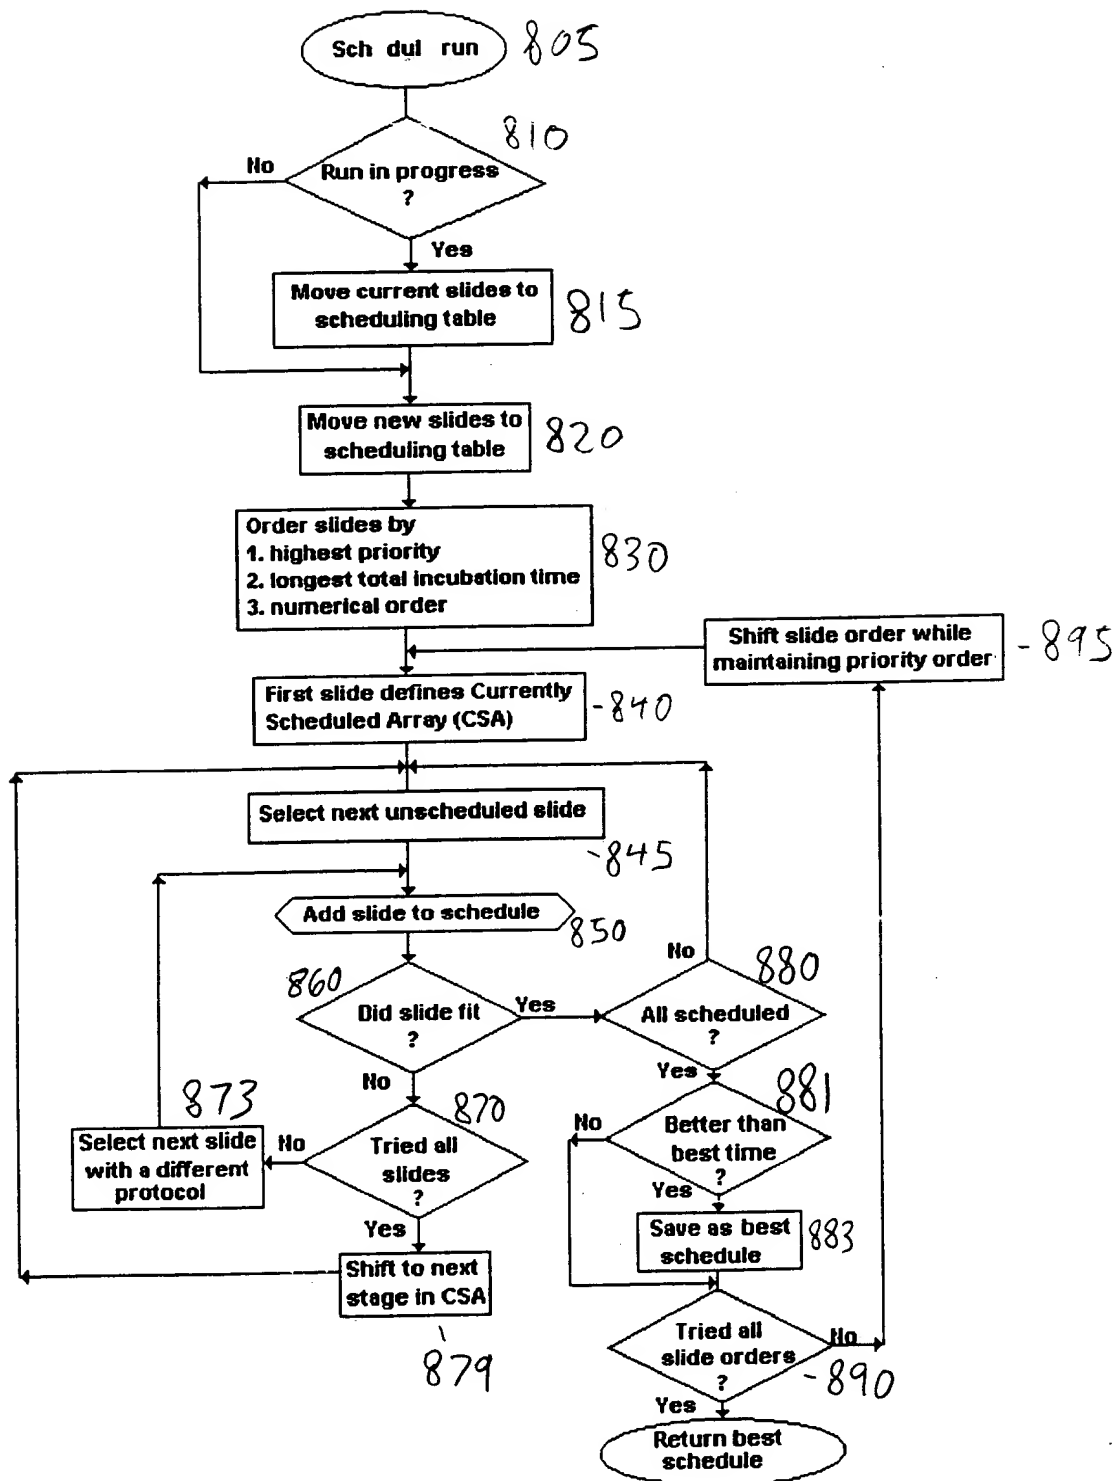 Sch dul run 805
810
No
Run in progress
?
Yes
Move current slides to
scheduling table
815
Move new slides to
scheduling table
820
Order slides by
1. highest priority
2. longest total incubation time
3. numerical order
830
Shift slide order while
maintaining priority order
-895
First slide defines Currently
Scheduled Array (CSA)
-840
Select next unscheduled slide
-845
Add slide to schedule
850
860
Did slide fit
?
Yes
No
880
All scheduled
?
No
Yes
873
Select next slide
with a different
protocol
No
870
Tried all
slides
?
Yes
881
Better than
best time
?
No
Yes
Save as best
schedule
883
Shift to next
stage in CSA
879
Tried all
slide orders
?
No
-890
Yes
Return best
schedule